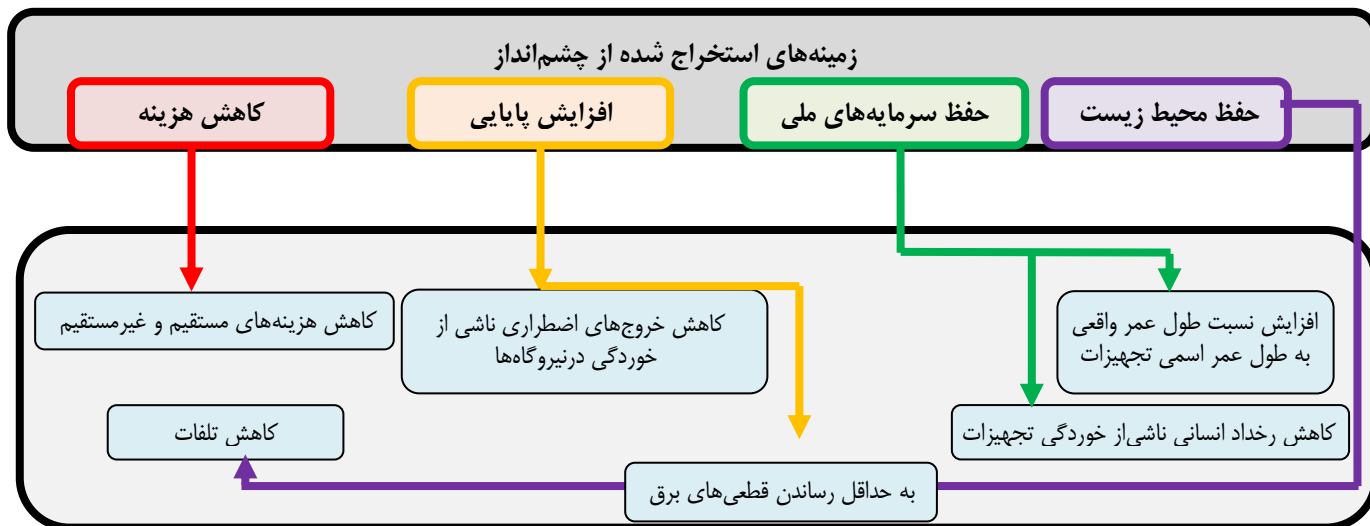 زمینه‌های استخراج شده از چشم‌انداز
حفظ محیط زیست
حفظ سرمایه‌های ملی
افزایش پایایی
کاهش هزینه
افزایش نسبت طول عمر واقعی
به طول عمر اسمی تجهیزات
کاهش خروج‌های اضطراری ناشی از
خوردگی درنیروگاه‌ها
کاهش هزینه‌های مستقیم و غیرمستقیم
کاهش رخداد انسانی ناشی‌از خوردگی تجهیزات
کاهش تلفات
به حداقل رساندن قطعی‌های برق